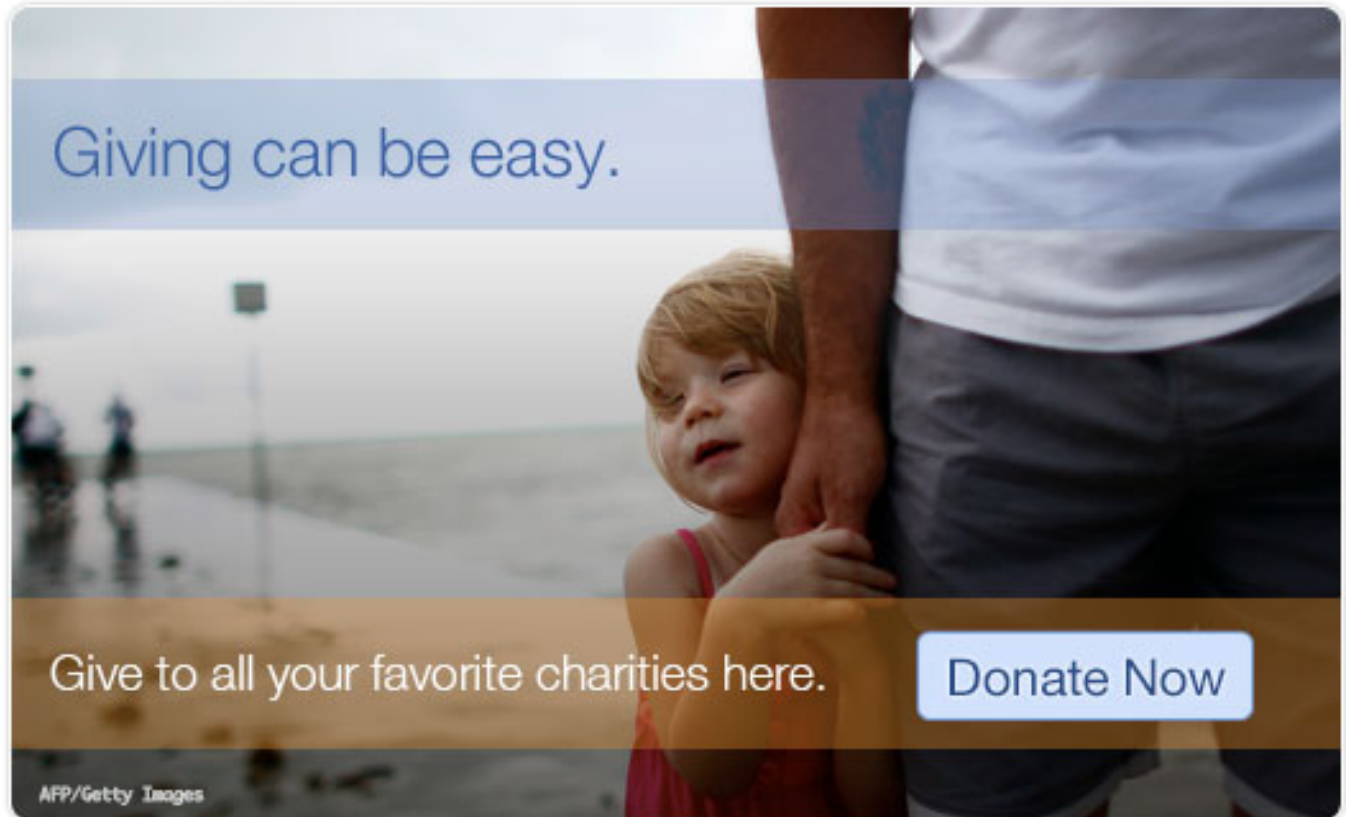 Giving can be easy.
Give to all your favorite charities here.
Donate Now
AFP/Getty Images